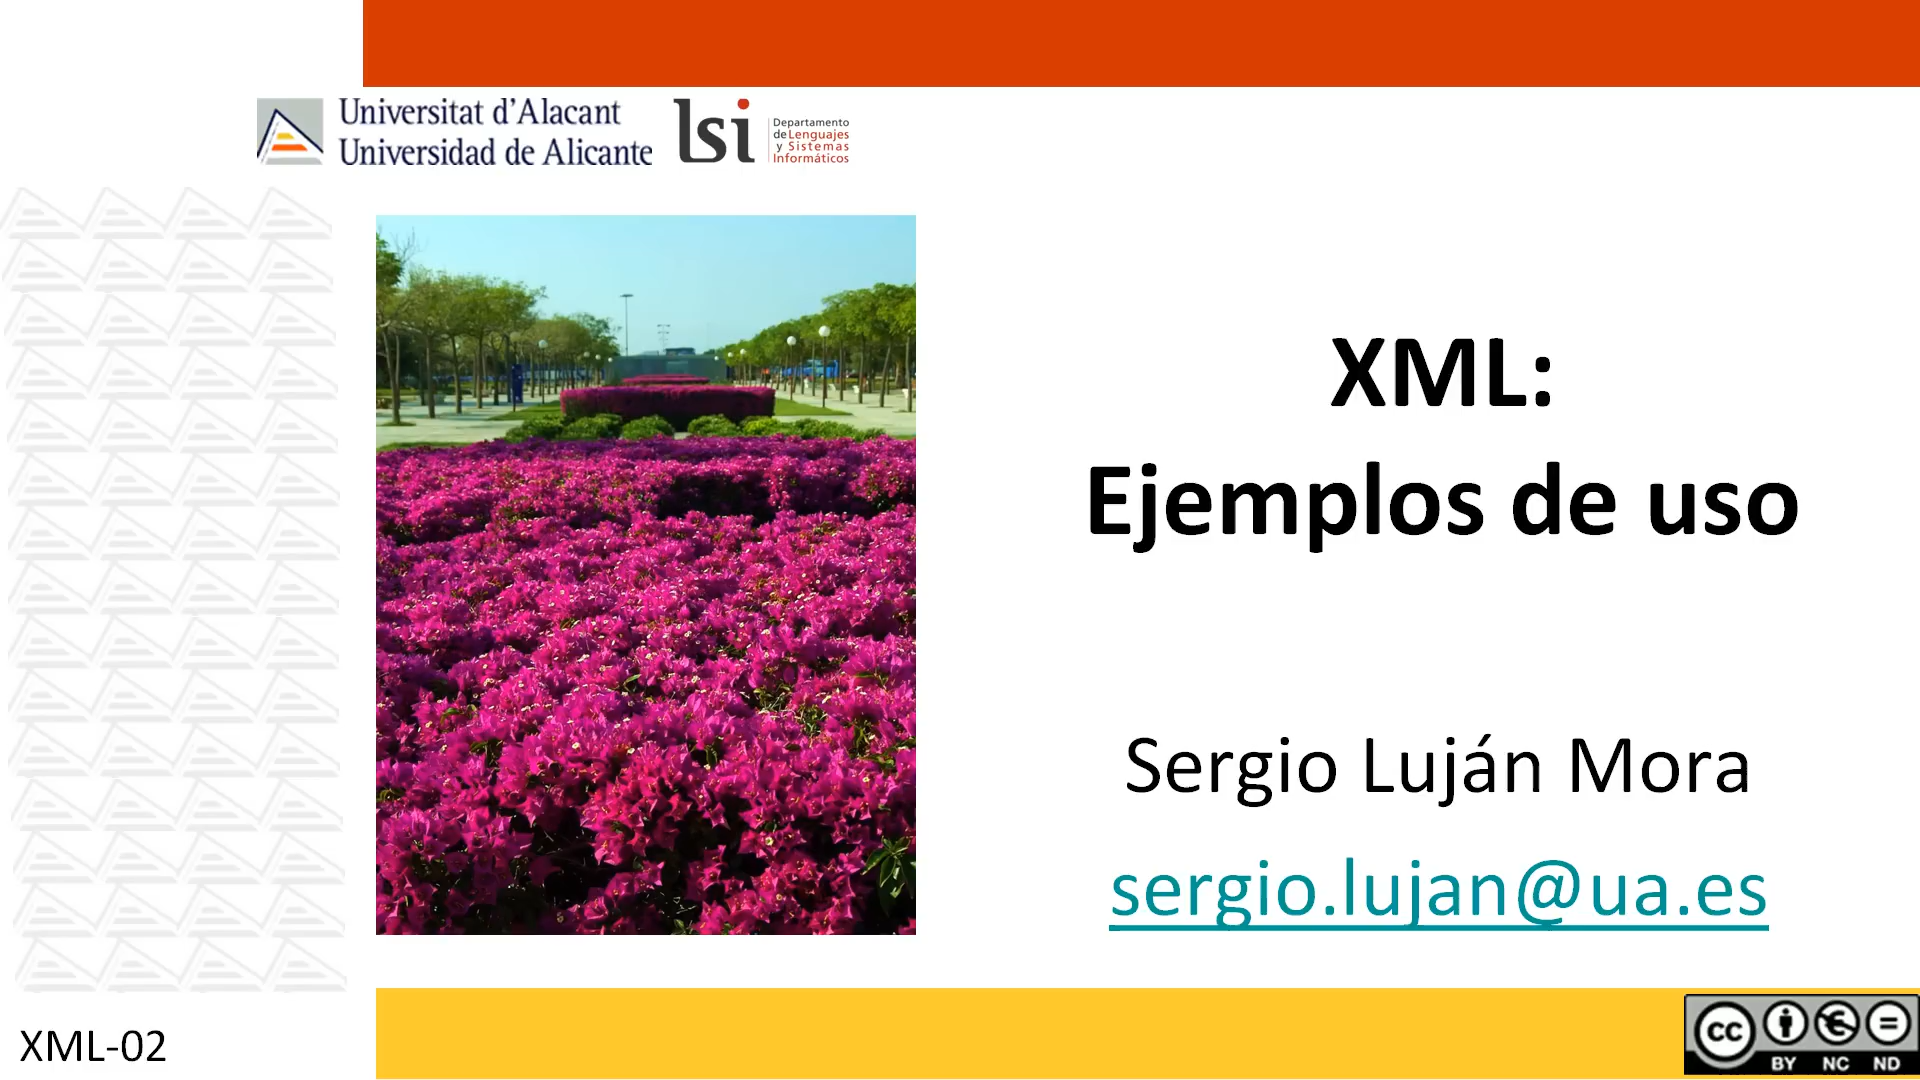 Universitat d'Alacant
Universidad de Alicante
lsi
Departamento
de Lenguajes
y Sistemas
Informáticos
XML:
Ejemplos de uso
Sergio Luján Mora
sergio.lujan@ua.es
XML-02
cc
BY NC ND